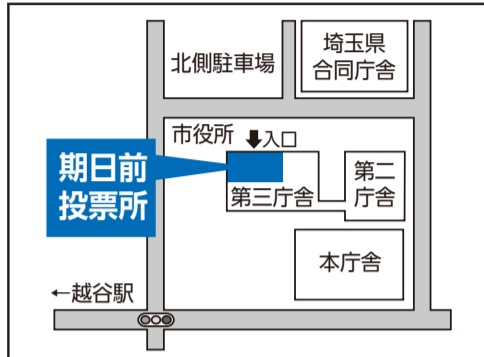 北側駐車場
埼玉県
合同庁舎
市役所
↓入口
期日前
投票所
第三庁舎
第二
庁舎
本庁舎
←越谷駅